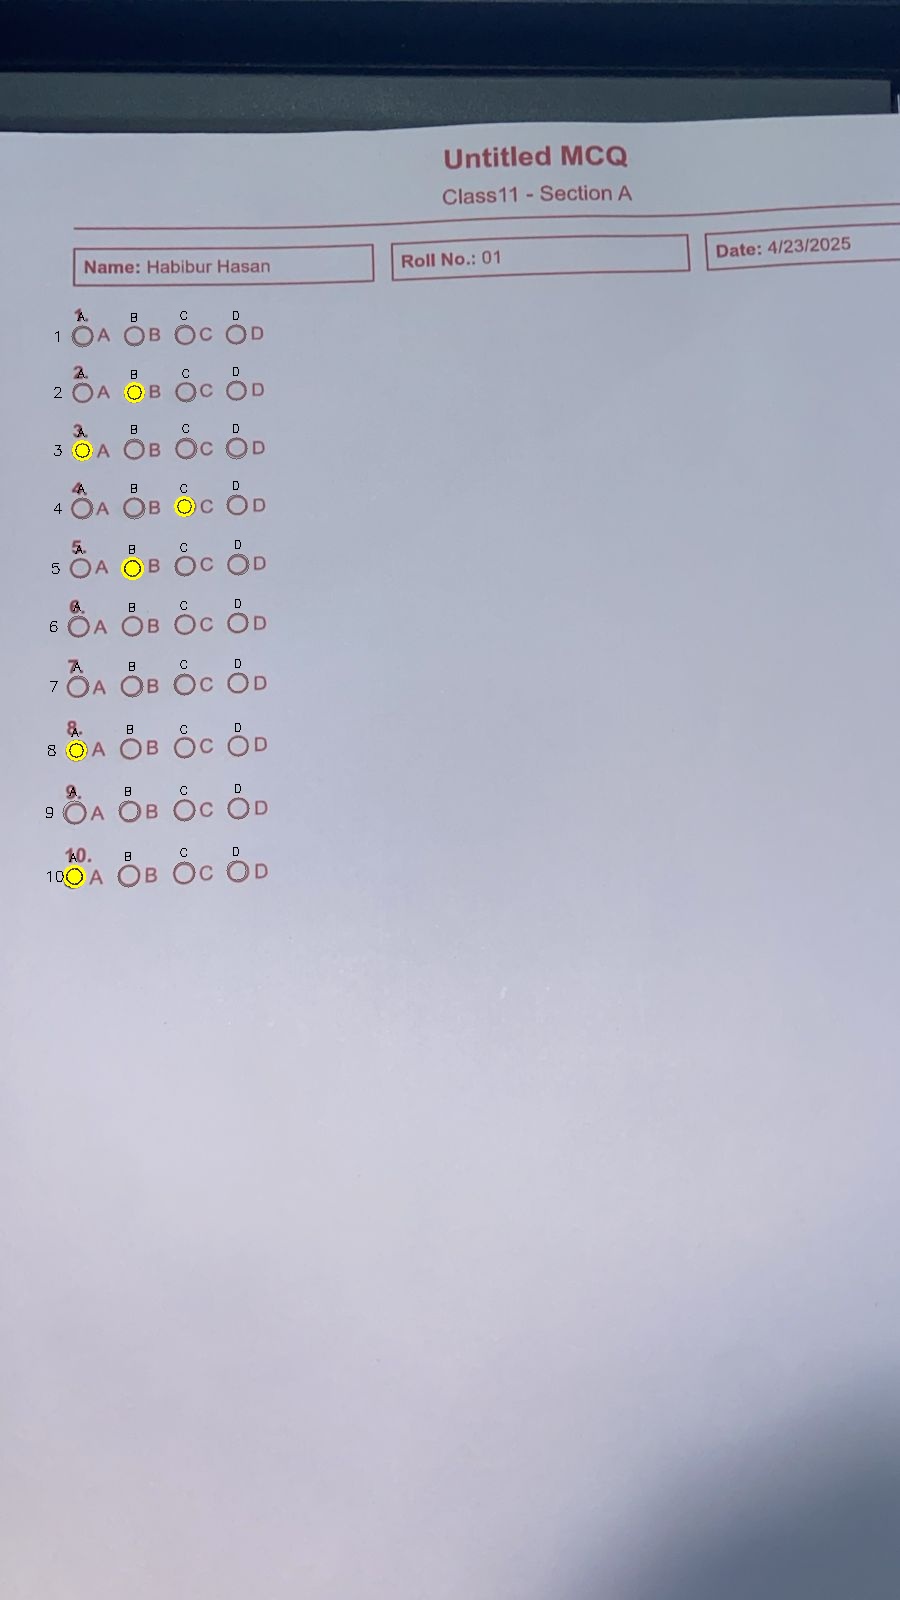 Untitled MCQ
Class11 - Section A
Name: Habibur Hasan
Roll No.: 01
Date: 4/23/2025
1.
A B C D
1 A B C D
2.
A B C D
2 A B C D
3.
A B C D
3 A B C D
4.
A B C D
4 A B C D
5.
A B C D
5 A B C D
6.
A B C D
6 A B C D
7.
A B C D
7 A B C D
8.
A B C D
8 A B C D
9.
A B C D
9 A B C D
10.
A B C D
10 A B C D